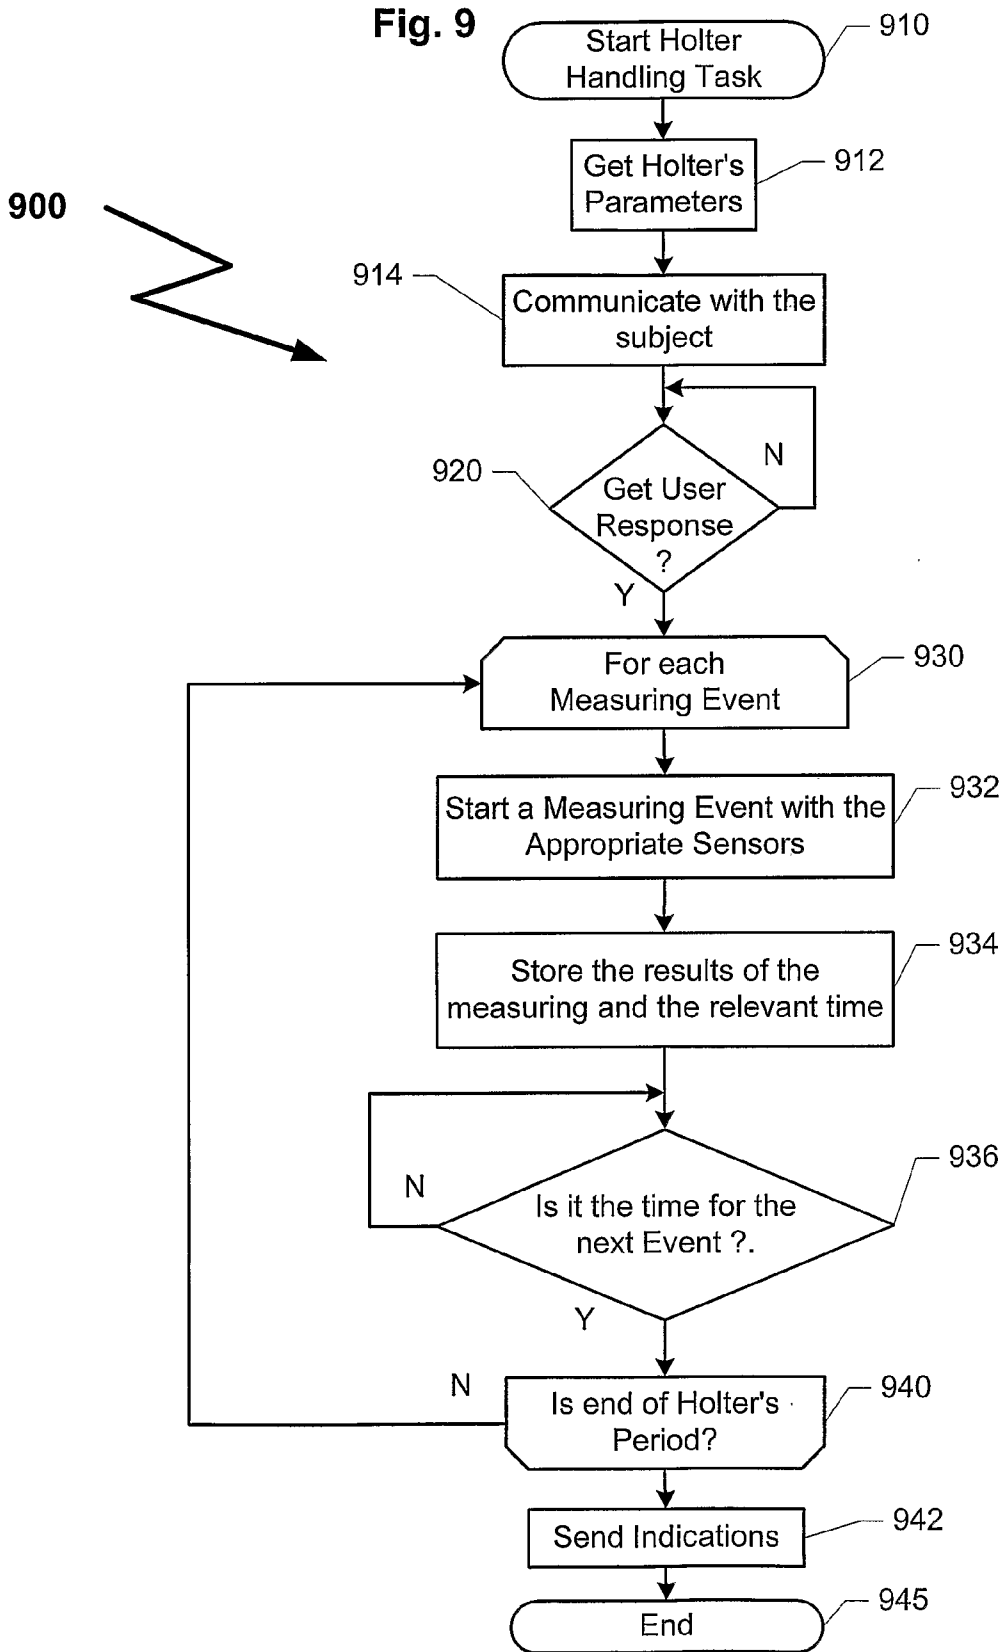 Fig. 9
Start Holter
Handling Task
910
Get Holter's
Parameters
912
900
914
Communicate with the
subject
920
N
Get User
Response
?
Y
For each
Measuring Event
930
Start a Measuring Event with the
Appropriate Sensors
932
Store the results of the
measuring and the relevant time
934
N
Is it the time for the
next Event ?.
936
Y
N
Is end of Holter's
Period?
940
Send Indications
942
End
945